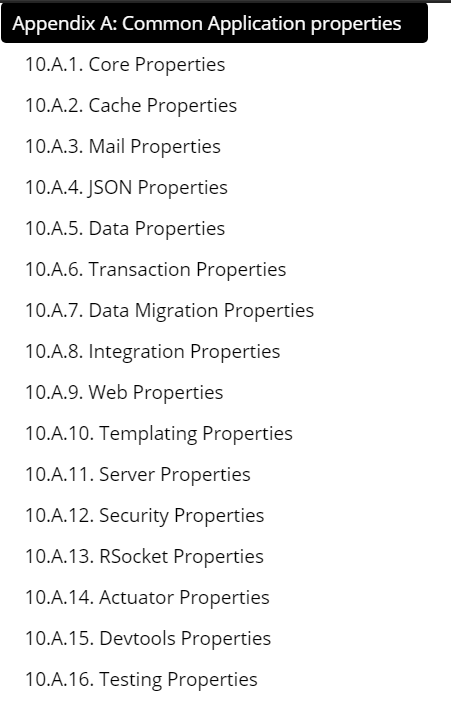 Appendix A: Common Application properties
10.A.1. Core Properties
10.A.2. Cache Properties
10.A.3. Mail Properties
10.A.4. JSON Properties
10.A.5. Data Properties
10.A.6. Transaction Properties
10.A.7. Data Migration Properties
10.A.8. Integration Properties
10.A.9. Web Properties
10.A.10. Templating Properties
10.A.11. Server Properties
10.A.12. Security Properties
10.A.13. RSocket Properties
10.A.14. Actuator Properties
10.A.15. Devtools Properties
10.A.16. Testing Properties